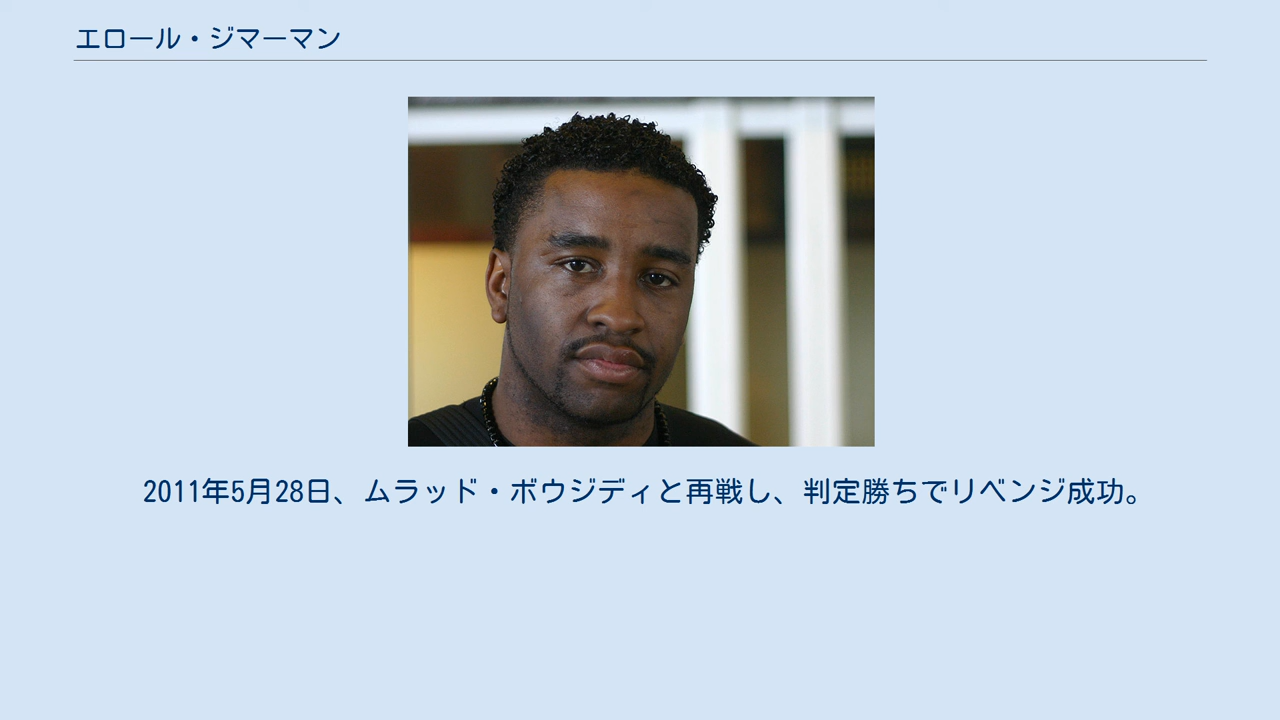 エロール・ジマーマン
2011年5月28日、ムラッド・ボウジディと再戦し、判定勝ちでリベンジ成功。